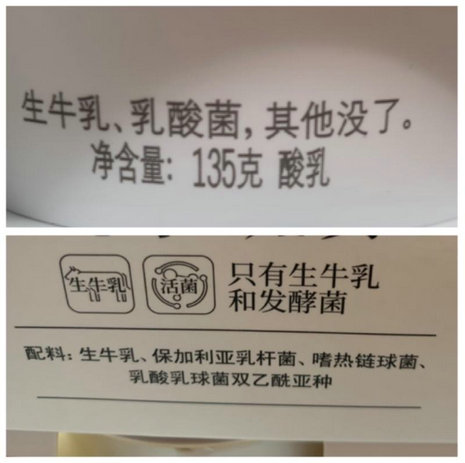 生牛乳、乳酸菌,其他没了。
净含量:135克 酸乳
生牛乳
活菌
只有生牛乳
和发酵菌
配料:生牛乳、保加利亚乳杆菌、嗜热链球菌、
乳酸乳球菌双乙酰亚种